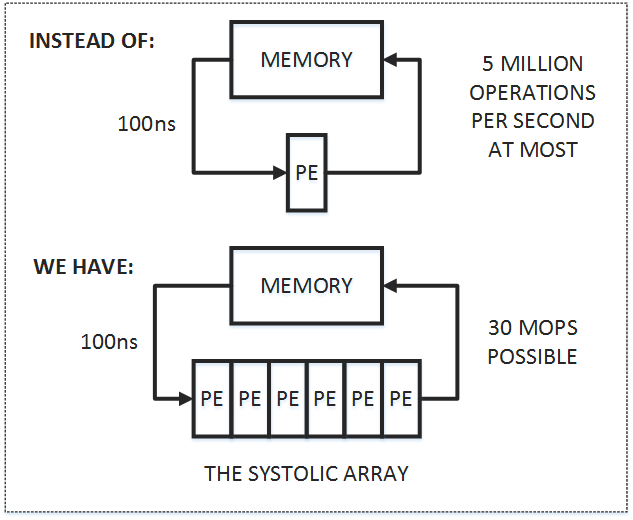 INSTEAD OF:
MEMORY
5 MILLION
OPERATIONS
PER SECOND
AT MOST
100ns
PE
WE HAVE:
MEMORY
100ns
30 MOPS
POSSIBLE
PE PE PE PE PE PE
THE SYSTOLIC ARRAY